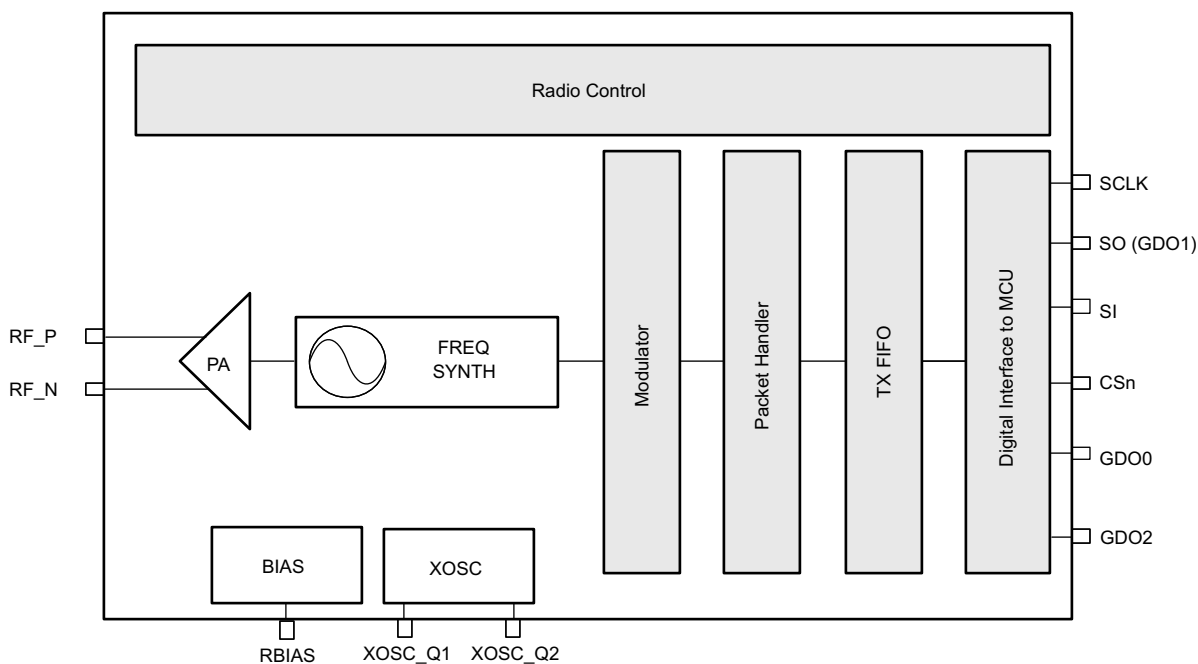 Radio Control
SCLK
SO (GDO1)
SI
CSn
GDO0
GDO2
RF_P
RF_N
PA
FREQ
SYNTH
Modulator
Packet Handler
TX FIFO
Digital Interface to MCU
BIAS
XOSC
RBIAS
XOSC_Q1
XOSC_Q2